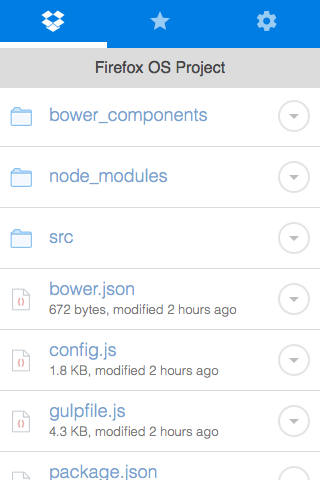 Firefox OS Project
bower_components
node_modules
src
bower.json
672 bytes, modified 2 hours ago
config.js
1.8 KB, modified 2 hours ago
gulpfile.js
4.3 KB, modified 2 hours ago
package.json